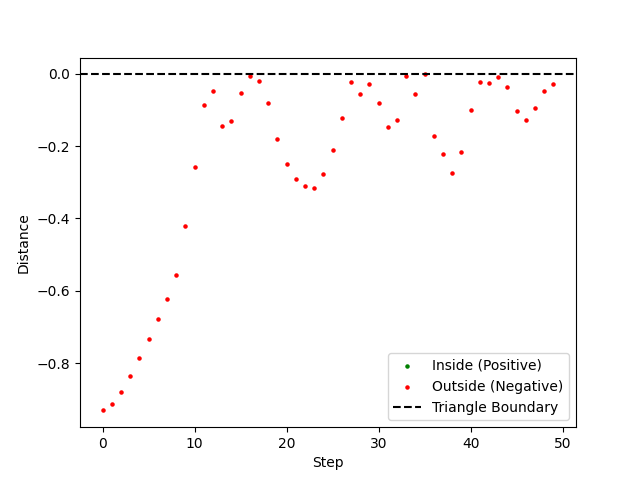 0.0
−0.2
−0.4
−0.6
−0.8
Distance
0 10 20 30 40 50
Step
Inside (Positive)
Outside (Negative)
Triangle Boundary